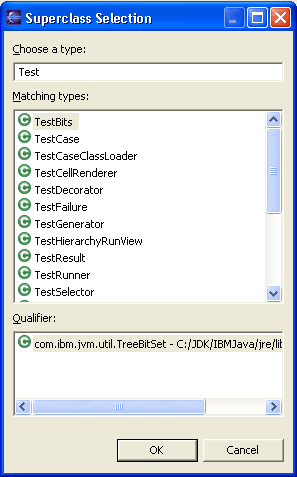 Superclass Selection
Choose a type:
Test
Matching types:
TestBits
TestCase
TestCaseClassLoader
TestCellRenderer
TestDecorator
TestFailure
TestGenerator
TestHierarchyRunView
TestResult
TestRunner
TestSelector
Qualifier:
com.ibm.jvm.util.TreeBitSet - C:/JDK/IBMJava/jre/lib
OK Cancel